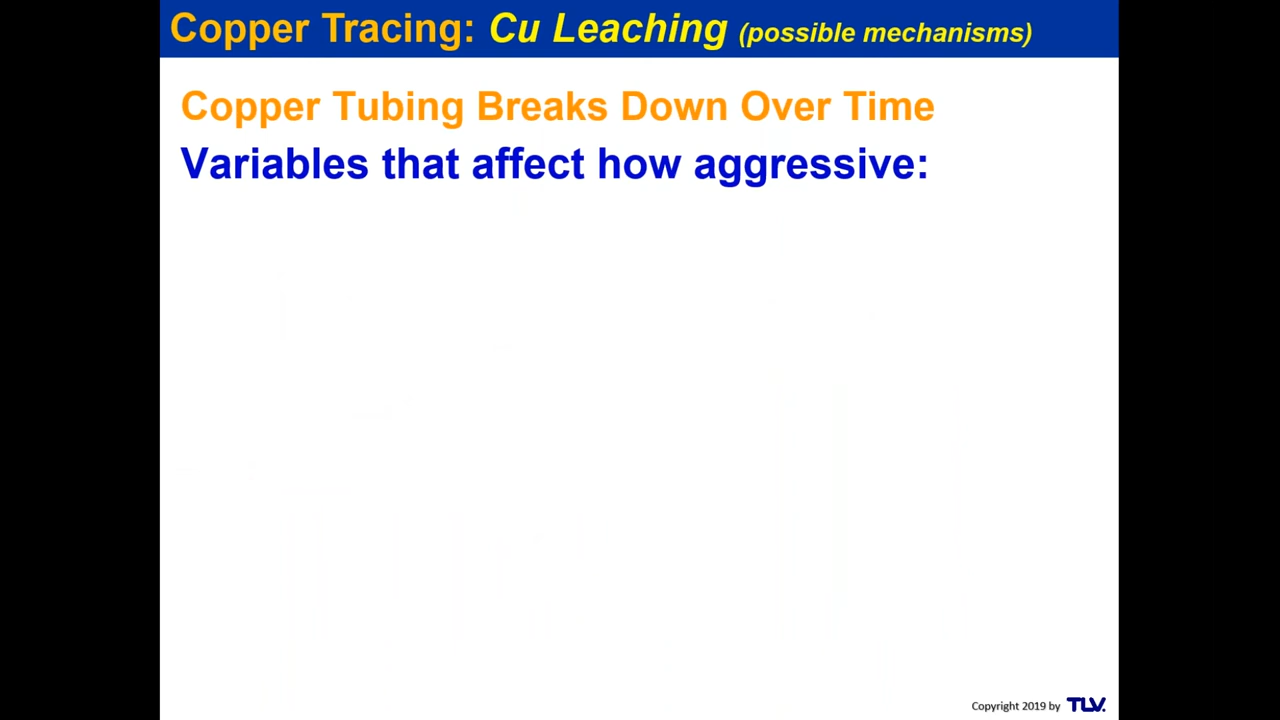 Copper Tracing: Cu Leaching (possible mechanisms)
Copper Tubing Breaks Down Over Time
Variables that affect how aggressive:
Copyright 2019 by TLV.